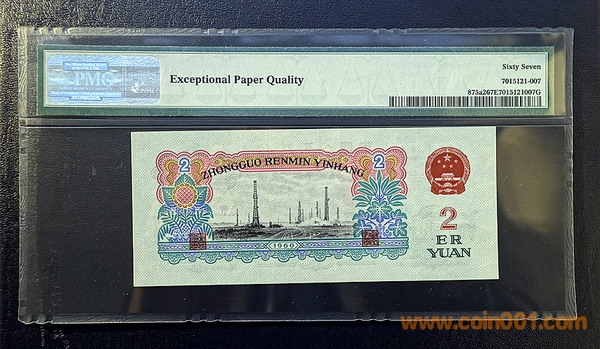 PMG
Exceptional Paper Quality
Sixty Seven
7015121-007
875a267E7015121007G
2
ZHONGGUO RENMIN YINHANG
2
1960
2
ER
YUAN
www.coin001.com